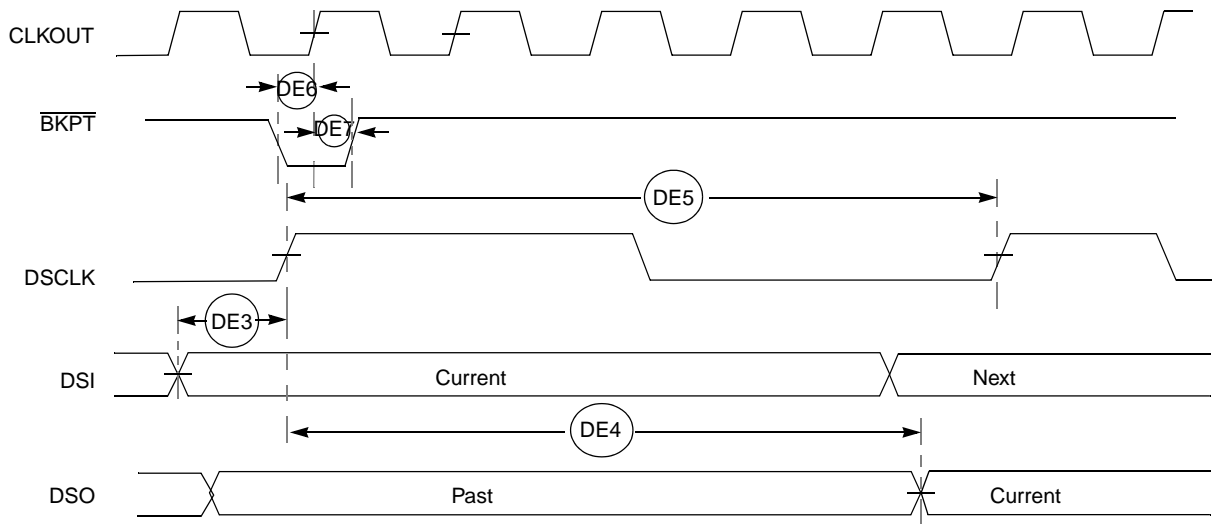 CLKOUT
DE6
BKPT
DE7
DE5
DSCLK
DE3
DSI
Current
Next
DE4
DSO
Past
Current